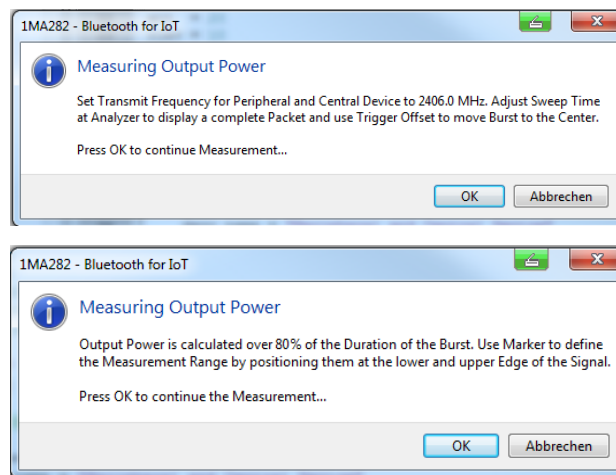 1MA282 - Bluetooth for IoT
Measuring Output Power
Set Transmit Frequency for Peripheral and Central Device to 2406.0 MHz. Adjust Sweep Time
at Analyzer to display a complete Packet and use Trigger Offset to move Burst to the Center.
Press OK to continue Measurement...
OK Abbrechen
1MA282 - Bluetooth for IoT
Measuring Output Power
Output Power is calculated over 80% of the Duration of the Burst. Use Marker to define
the Measurement Range by positioning them at the lower and upper Edge of the Signal.
Press OK to continue the Measurement...
OK Abbrechen